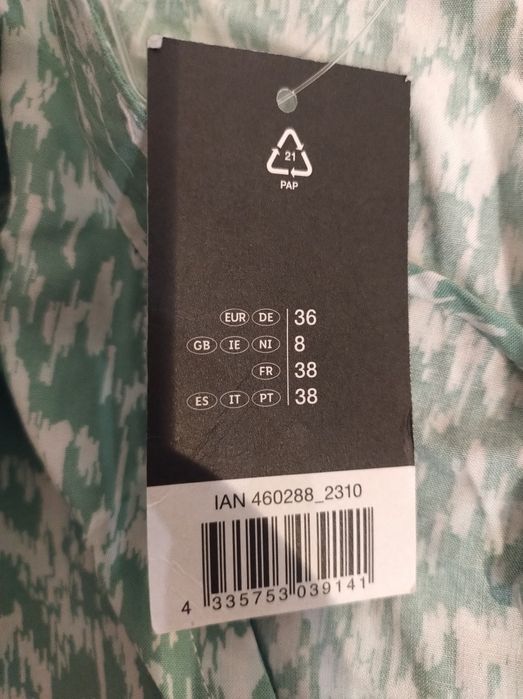 21
PAP
EUR DE 36
GB IE NI 8
FR 38
ES IT PT 38
IAN 460288_2310
4 335753 039141